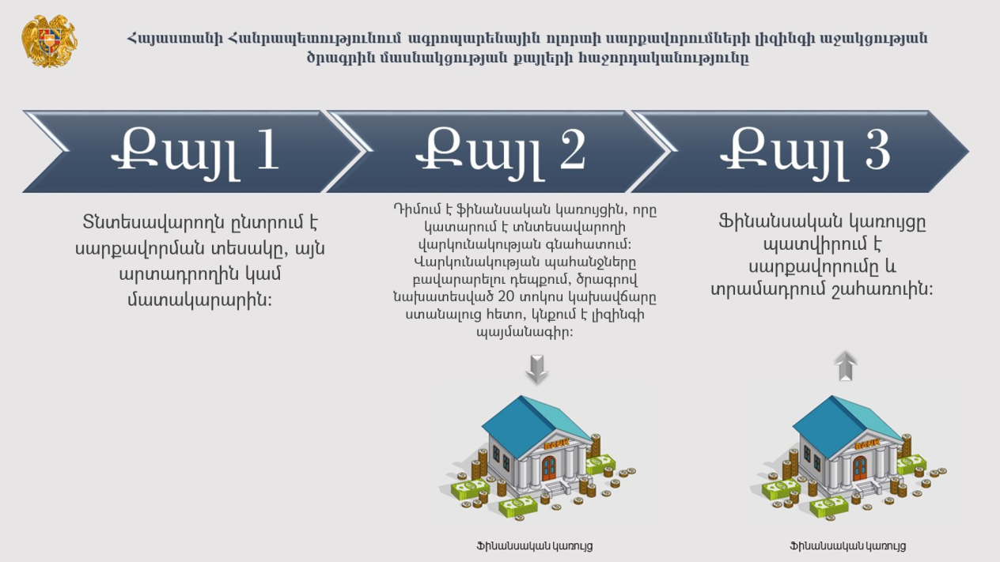 Հայաստանի Հանրապետությունում ագրոպարենային ոլորտի սարքավորումների լիզինգի աջակցության
ծրագրին մասնակցության քայլերի հաջորդականությունը
Քայլ 1
Քայլ 2
Քայլ 3
Տնտեսավարողն ընտրում է
սարքավորման տեսակը, այն
արտադրողին կամ
մատակարարին:
Դիմում է ֆինանսական կառույցին, որը
կատարում է տնտեսավարողի
վարկունակության գնահատում:
Վարկունակության պահանջները
բավարարելու դեպքում, ծրագրով
նախատեսված 20 տոկոս կախավճարը
ստանալուց հետո, կնքում է լիզինգի
պայմանագիր:
Ֆինանսական կառույցը
պատվիրում է
սարքավորումը և
տրամադրում շահառուին:
BANK
BANK
Ֆինանսական կառույց
Ֆինանսական կառույց